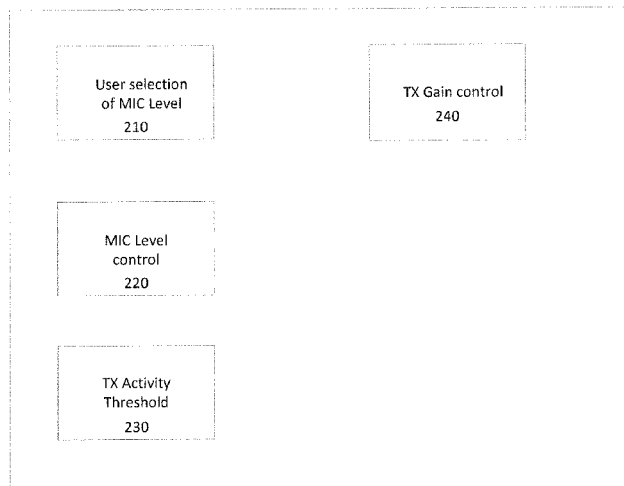 User selection
of MIC Level
210
TX Gain control
240
MIC Level
control
220
TX Activity
Threshold
230